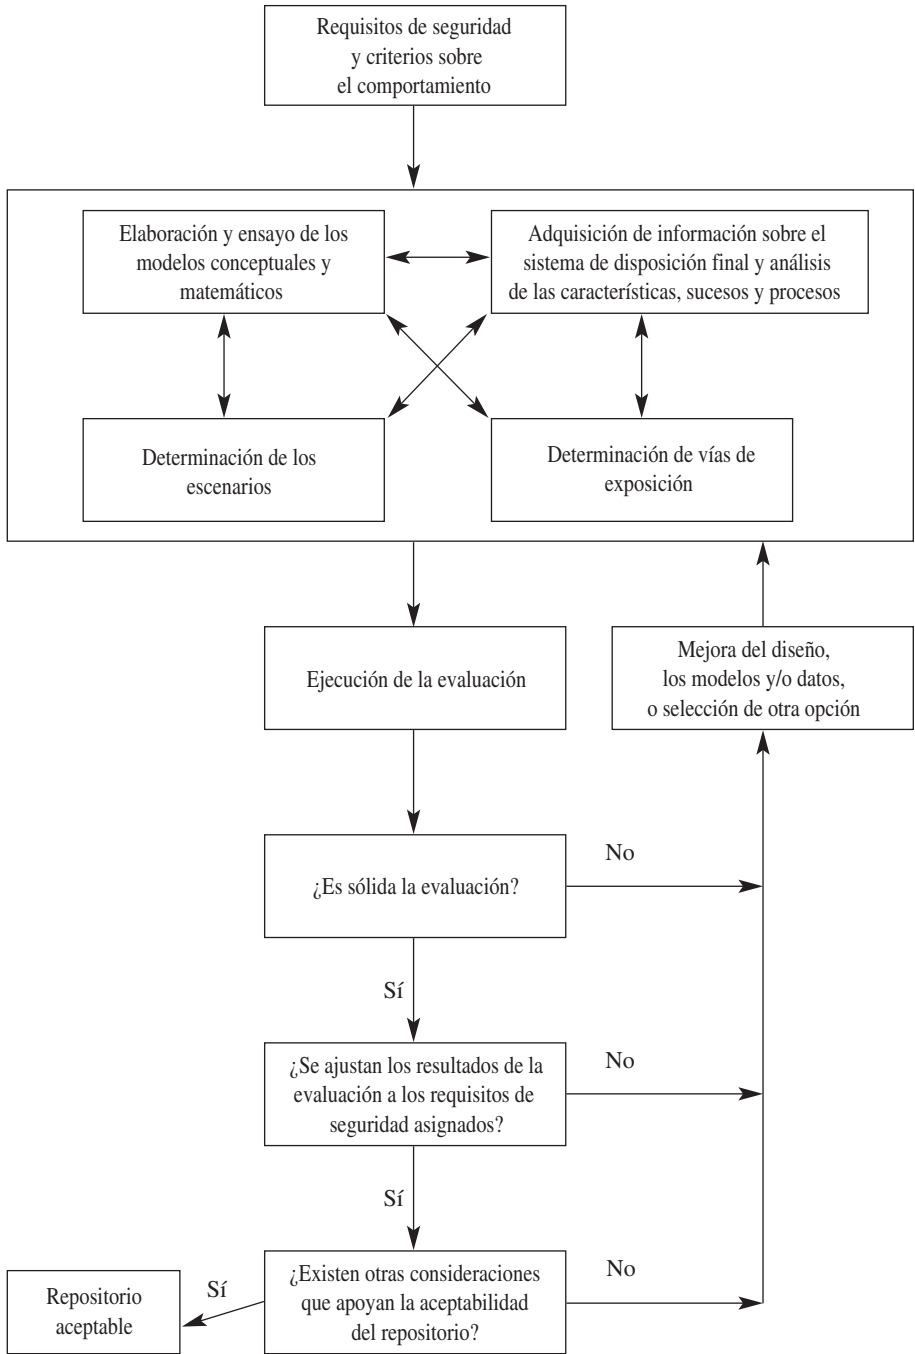 Requisitos de seguridad
y criterios sobre
el comportamiento
Elaboración y ensayo de los
modelos conceptuales y
matemáticos
Adquisición de información sobre el
sistema de disposición final y análisis
de las características, sucesos y procesos
Determinación de los
escenarios
Determinación de vías de
exposición
Ejecución de la evaluación
Mejora del diseño,
los modelos y/o datos,
o selección de otra opción
¿Es sólida la evaluación?
No
Sí
¿Se ajustan los resultados de la
evaluación a los requisitos de
seguridad asignados?
No
Sí
¿Existen otras consideraciones
que apoyan la aceptabilidad
del repositorio?
No
Sí
Repositorio
aceptable